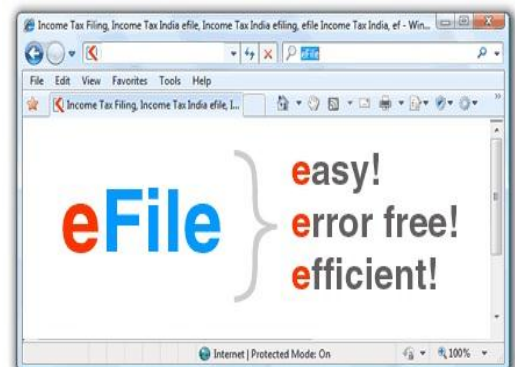 Income Tax Filing, Income Tax India efile, Income Tax India efiling, efile Income Tax India, ef - Win...
eFile
File Edit View Favorites Tools Help
Income Tax Filing, Income Tax India efile, I...
eFile
easy!
error free!
efficient!
Internet | Protected Mode: On
100%